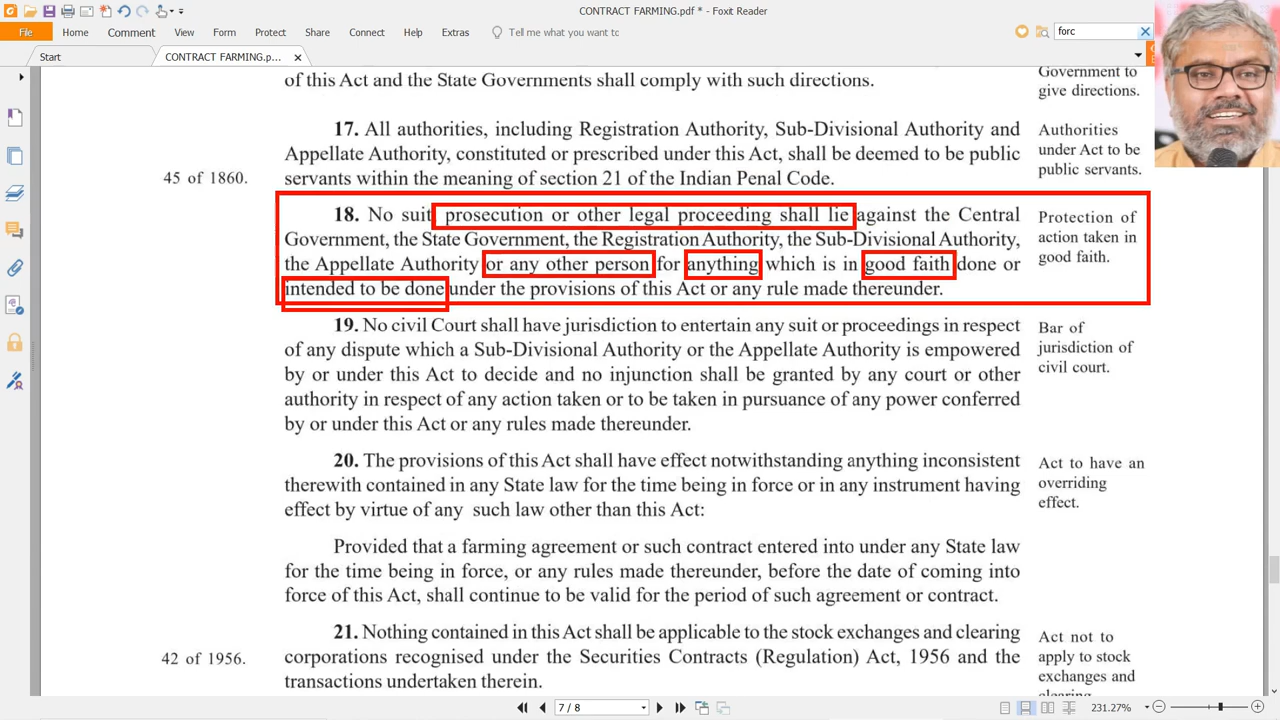 CONTRACT FARMING.pdf * - Foxit Reader
File Home Comment View Form Protect Share Connect Help Extras Tell me what you want to forc
Start CONTRACT FARMING.p...
of this Act and the State Governments shall comply with such directions.
Government to
give directions.
17. All authorities, including Registration Authority, Sub-Divisional Authority and
Appellate Authority, constituted or prescribed under this Act, shall be deemed to be public
servants within the meaning of section 21 of the Indian Penal Code.
Authorities
under Act to be
public servants.
45 of 1860.
18. No suit prosecution or other legal proceeding shall lie against the Central
Government, the State Government, the Registration Authority, the Sub-Divisional Authority,
the Appellate Authority or any other person for anything which is in good faith done or
intended to be done under the provisions of this Act or any rule made thereunder.
Protection of
action taken in
good faith.
19. No civil Court shall have jurisdiction to entertain any suit or proceedings in respect
of any dispute which a Sub-Divisional Authority or the Appellate Authority is empowered
by or under this Act to decide and no injunction shall be granted by any court or other
authority in respect of any action taken or to be taken in pursuance of any power conferred
by or under this Act or any rules made thereunder.
Bar of
jurisdiction of
civil court.
20. The provisions of this Act shall have effect notwithstanding anything inconsistent
therewith contained in any State law for the time being in force or in any instrument having
effect by virtue of any such law other than this Act:
Act to have an
overriding
effect.
Provided that a farming agreement or such contract entered into under any State law
for the time being in force, or any rules made thereunder, before the date of coming into
force of this Act, shall continue to be valid for the period of such agreement or contract.
21. Nothing contained in this Act shall be applicable to the stock exchanges and clearing
corporations recognised under the Securities Contracts (Regulation) Act, 1956 and the
transactions undertaken therein.
Act not to
apply to stock
exchanges and
clearing
42 of 1956.
7 / 8
231.27%